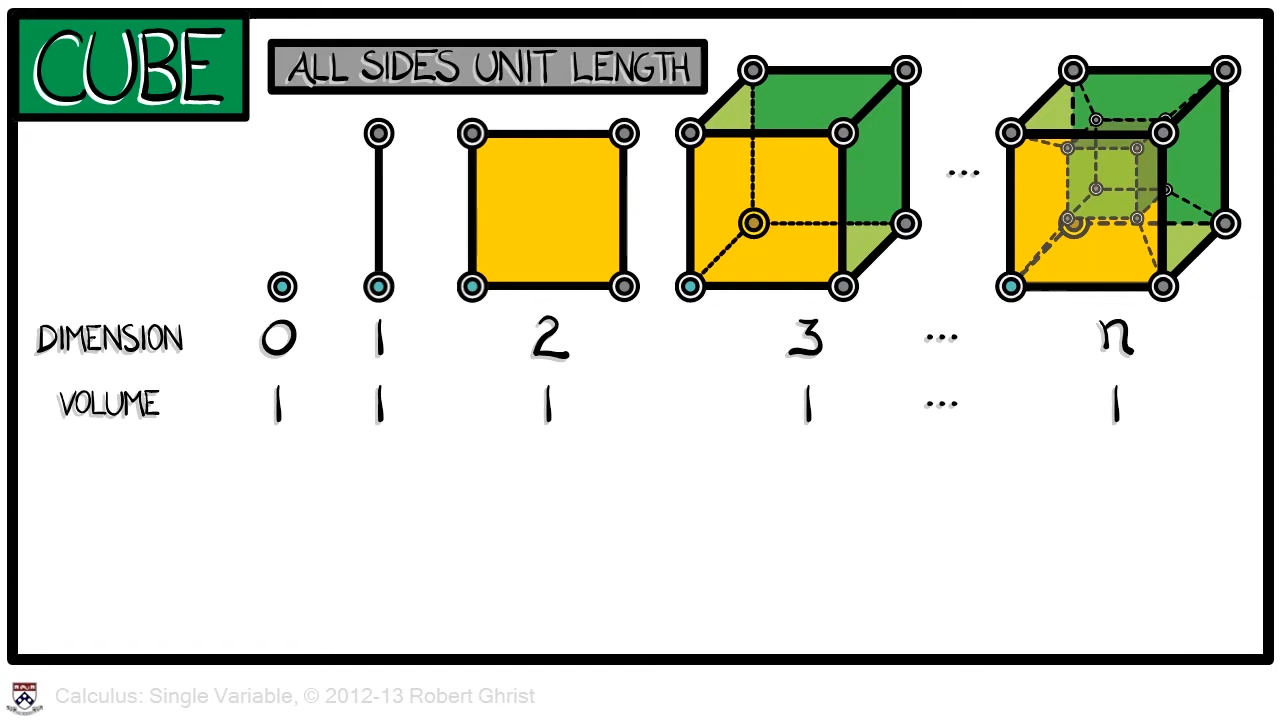 CUBE
ALL SIDES UNIT LENGTH
...
DIMENSION 0 1 2 3 ... n
VOLUME 1 1 1 1 ... 1
Calculus: Single Variable, © 2012-13 Robert Ghrist